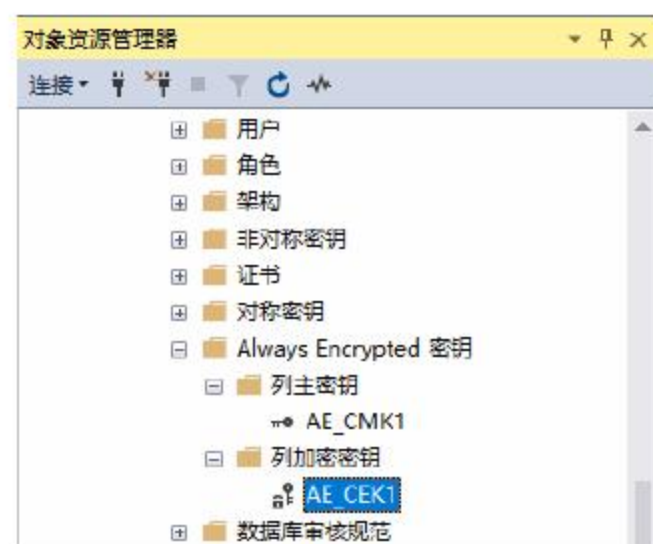 对象资源管理器
连接
用户
角色
架构
非对称密钥
证书
对称密钥
Always Encrypted 密钥
列主密钥
AE_CMK1
列加密密钥
AE_CEK1
数据库审核规范